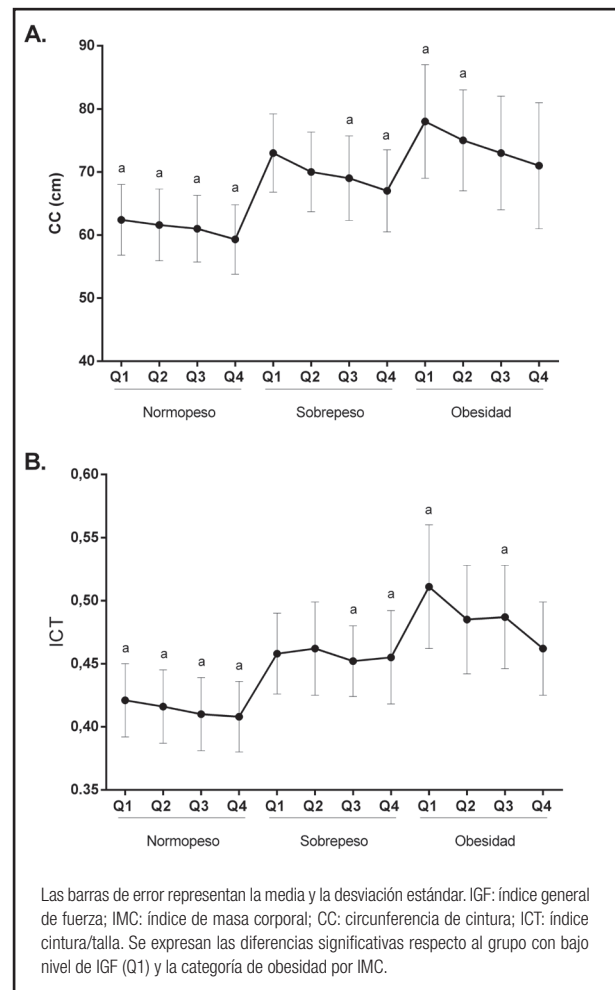 A.
90
80
70
60
50
40
CC (cm)
a a a a a a a a
Q1 Q2 Q3 Q4 Q1 Q2 Q3 Q4 Q1 Q2 Q3 Q4
Normopeso Sobrepeso Obesidad
B.
0,60
0,55
0,50
0,45
0,40
0.35
ICT
a a a a a a a a
Q1 Q2 Q3 Q4 Q1 Q2 Q3 Q4 Q1 Q2 Q3 Q4
Normopeso Sobrepeso Obesidad
Las barras de error representan la media y la desviación estándar. IGF: índice general
de fuerza; IMC: índice de masa corporal; CC: circunferencia de cintura; ICT: índice
cintura/talla. Se expresan las diferencias significativas respecto al grupo con bajo
nivel de IGF (Q1) y la categoría de obesidad por IMC.